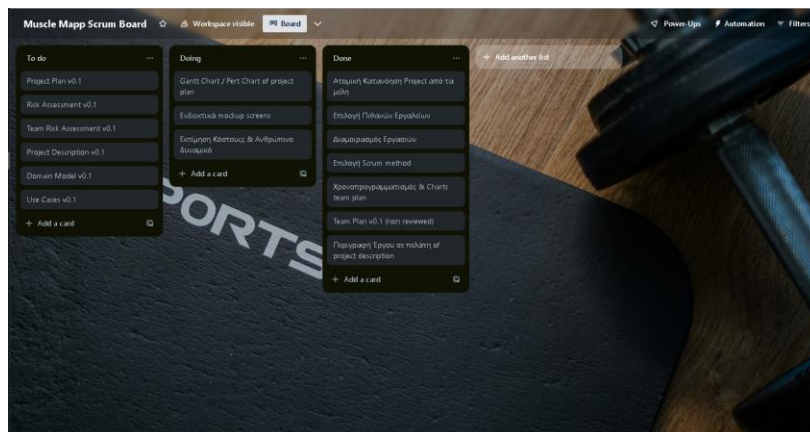 Muscle Mapp Scrum Board
Workspace visible
Board
Power-Ups
Automation
Filters
To do
Project Plan v0.1
Risk Assessment v0.1
Team Risk Assessment v0.1
Project Description v0.1
Domain Model v0.1
Use Cases v0.1
+ Add a card
Doing
Gantt Chart / Pert Chart of project
plan
Ενδεικτικά mockup screens
Εκτίμηση Κόστους & Ανθρώπινο
δυναμικό
+ Add a card
Done
Ατομική Κατανόηση Project από τα
μέλη
Επιλογή Πιθανών Εργαλείων
Διαμοιρασμός Εργασιών
Επιλογή Scrum method
Χρονοπρογραμματισμός & Charts
team plan
Team Plan v0.1 (non reviewed)
Περιγραφή Έργου σε πελάτη of
project description
+ Add a card
+ Add another list
PORTS